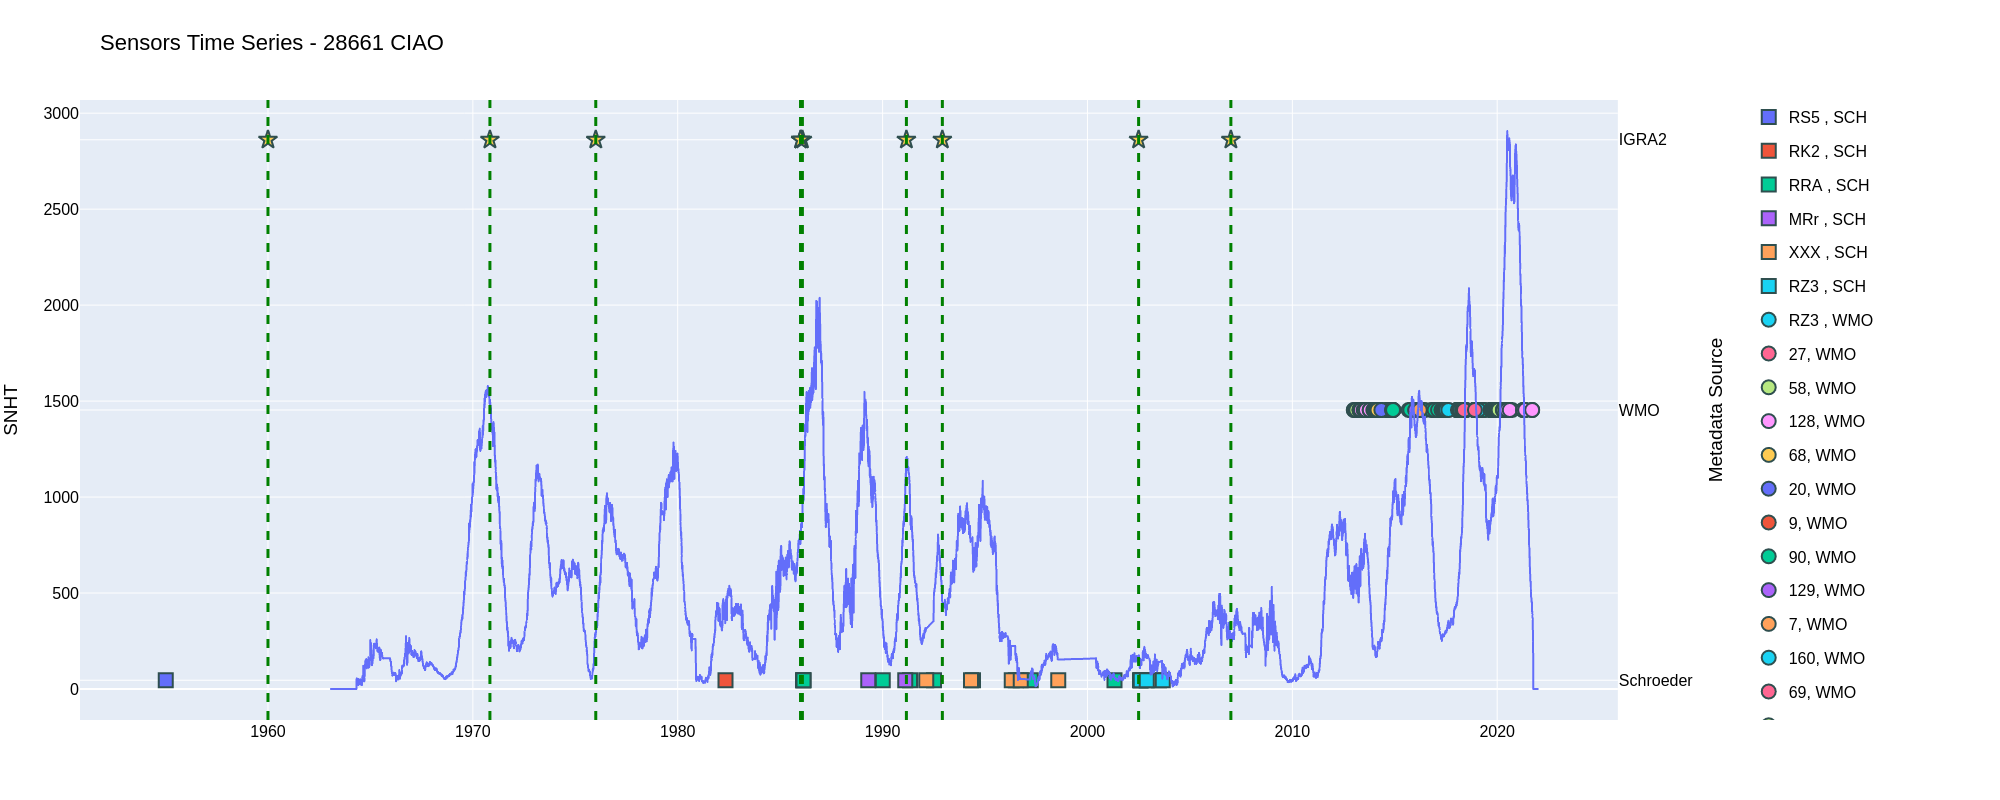 Sensors Time Series - 28661 CIAO
SNHT
3000
2500
2000
1500
1000
500
0
1960
1970
1980
1990
2000
2010
2020
IGRA2
WMO
Schroeder
Metadata Source
RS5 , SCH
RK2 , SCH
RRA , SCH
MRr , SCH
XXX , SCH
RZ3 , SCH
RZ3 , WMO
27, WMO
58, WMO
128, WMO
68, WMO
20, WMO
9, WMO
90, WMO
129, WMO
7, WMO
160, WMO
69, WMO